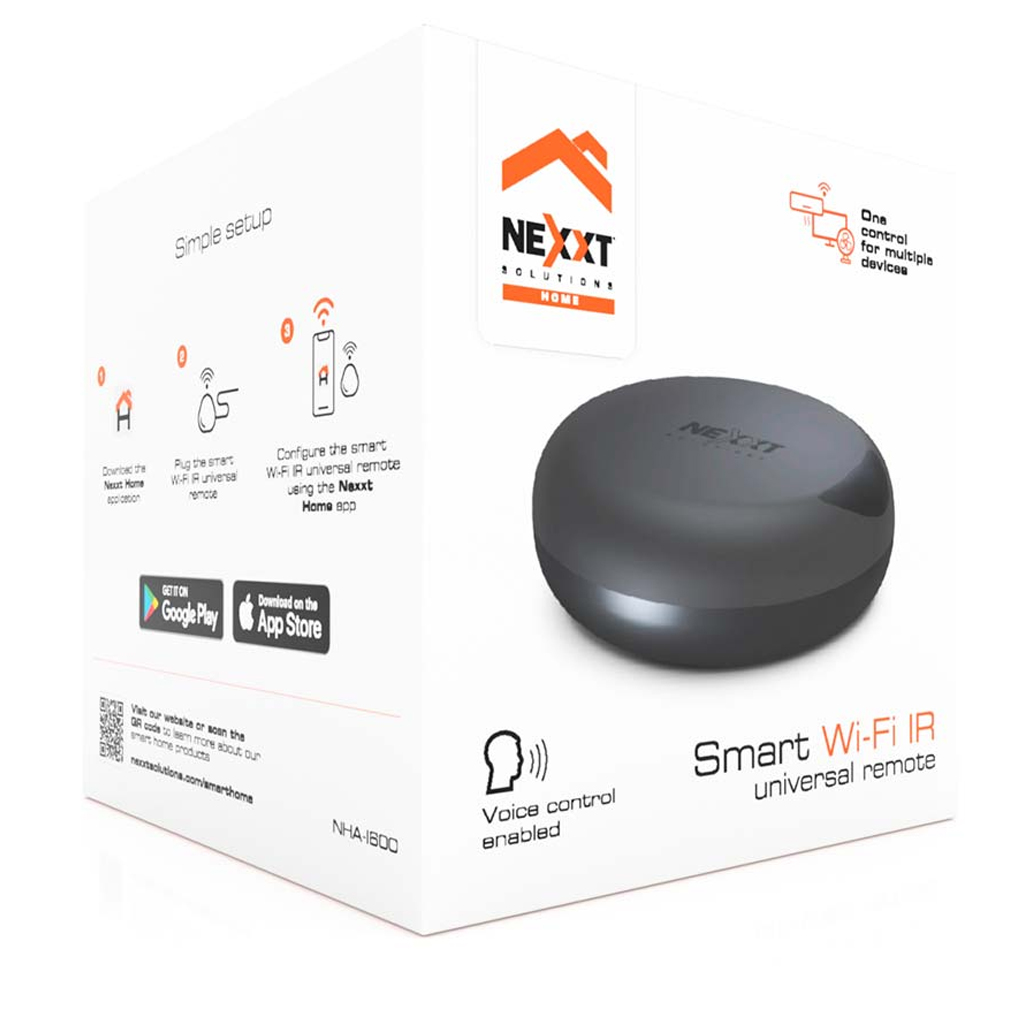 Simple setup
1
2
3
Download the
Nexxt Home
application
Plug the smart
Wi-Fi IR universal
remote
Configure the smart
Wi-Fi IR universal remote
using the Nexxt
Home app
GET IT ON
Google Play
Download on the
App Store
Visit our website or scan the
QR code to learn more about our
smart home products
nexxtsolutions.com/smarthome
NHA-I600
NEXXT
SOLUTIONS
HOME
One
control
for multiple
devices
NEXXT
SOLUTIONS
Voice control
enabled
Smart Wi-Fi IR
universal remote